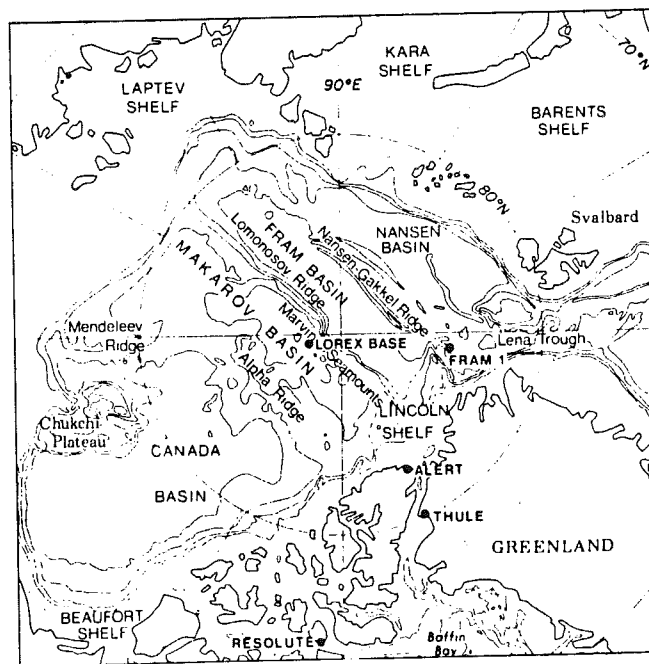 KARA
SHELF
70°N
LAPTEV
SHELF
90°E
BARENTS
SHELF
80°N
Svalbard
NANSEN
BASIN
FRAM BASIN
Lomonosov Ridge
Nansen Gakkel Ridge
MAKAROV BASIN
Mendeleev
Ridge
LOREX BASE
Lena Trough
FRAM 1
Marvin Seamounts
Alpha Ridge
LINCOLN
SHELF
Chukchi
Plateau
CANADA
BASIN
ALERT
THULE
GREENLAND
BEAUFORT
SHELF
RESOLUTE
Baffin
Bay